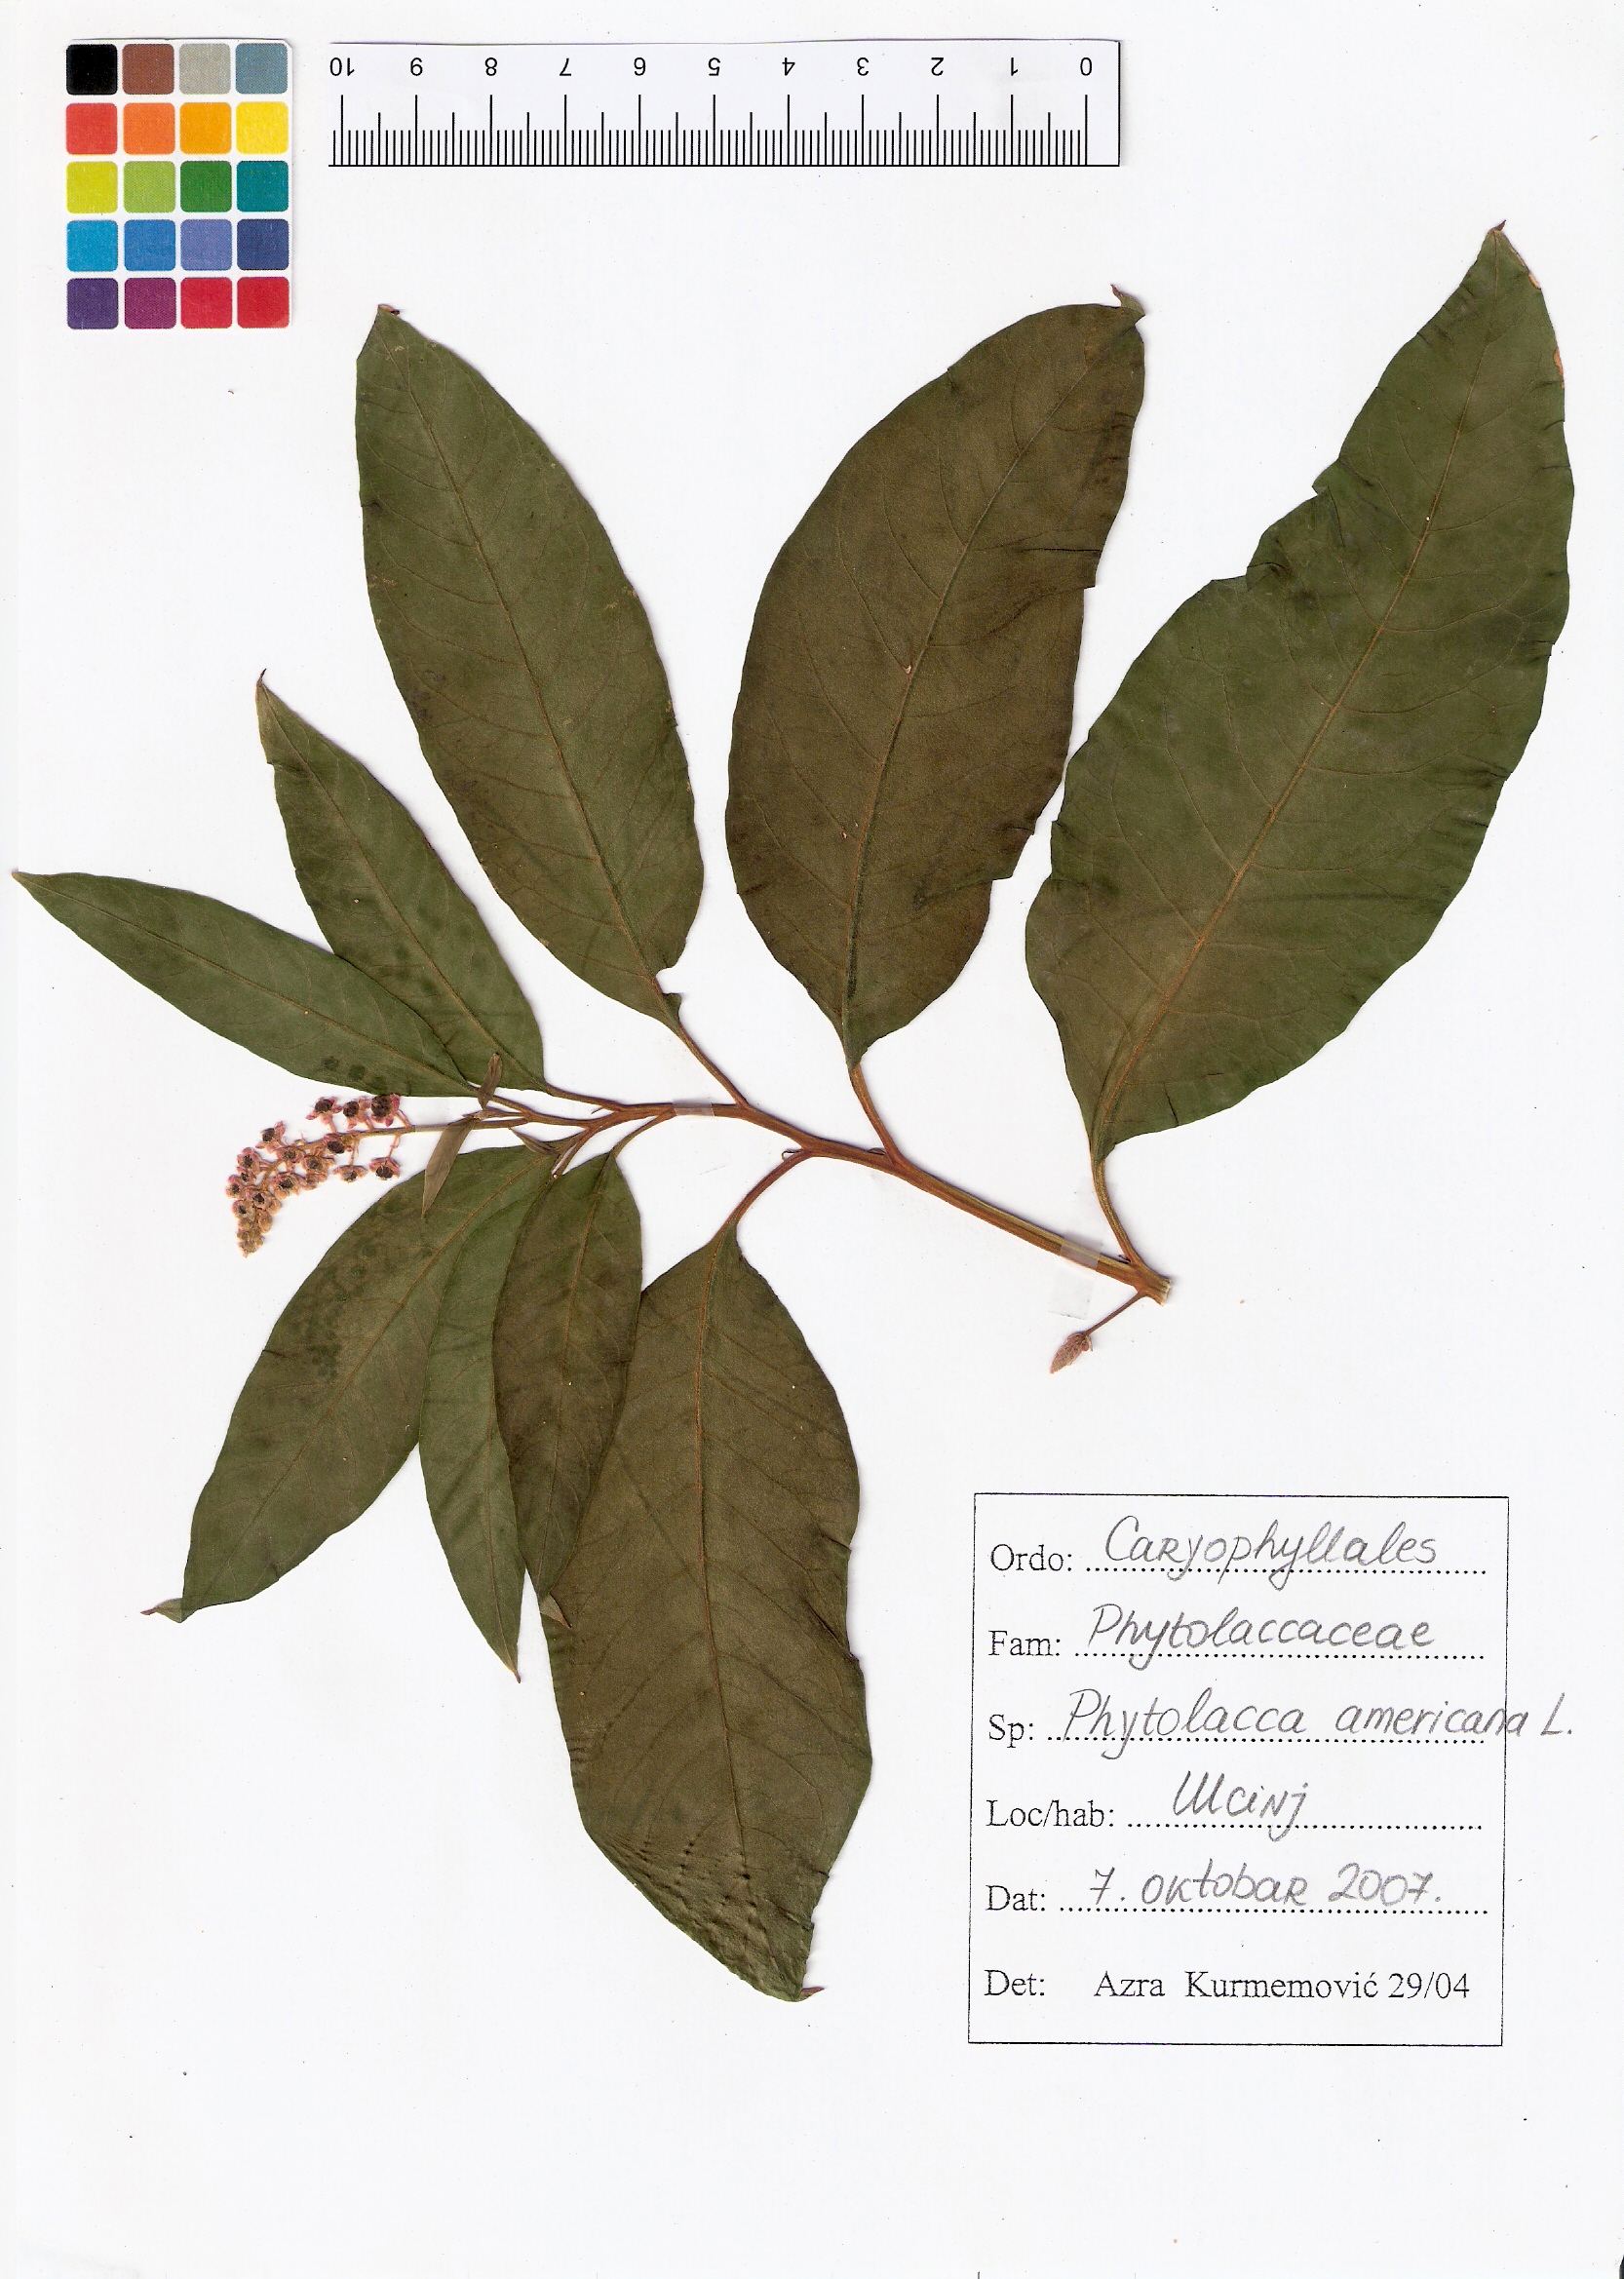 10 9 8 7 6 5 4 3 2 1 0
Ordo: Caryophyllales
Fam: Phytolaccaceae
Sp: Phytolacca americana L.
Loc/hab: Ulcinj
Dat: 7. oktobar 2007.
Det: Azra Kurmemović 29/04